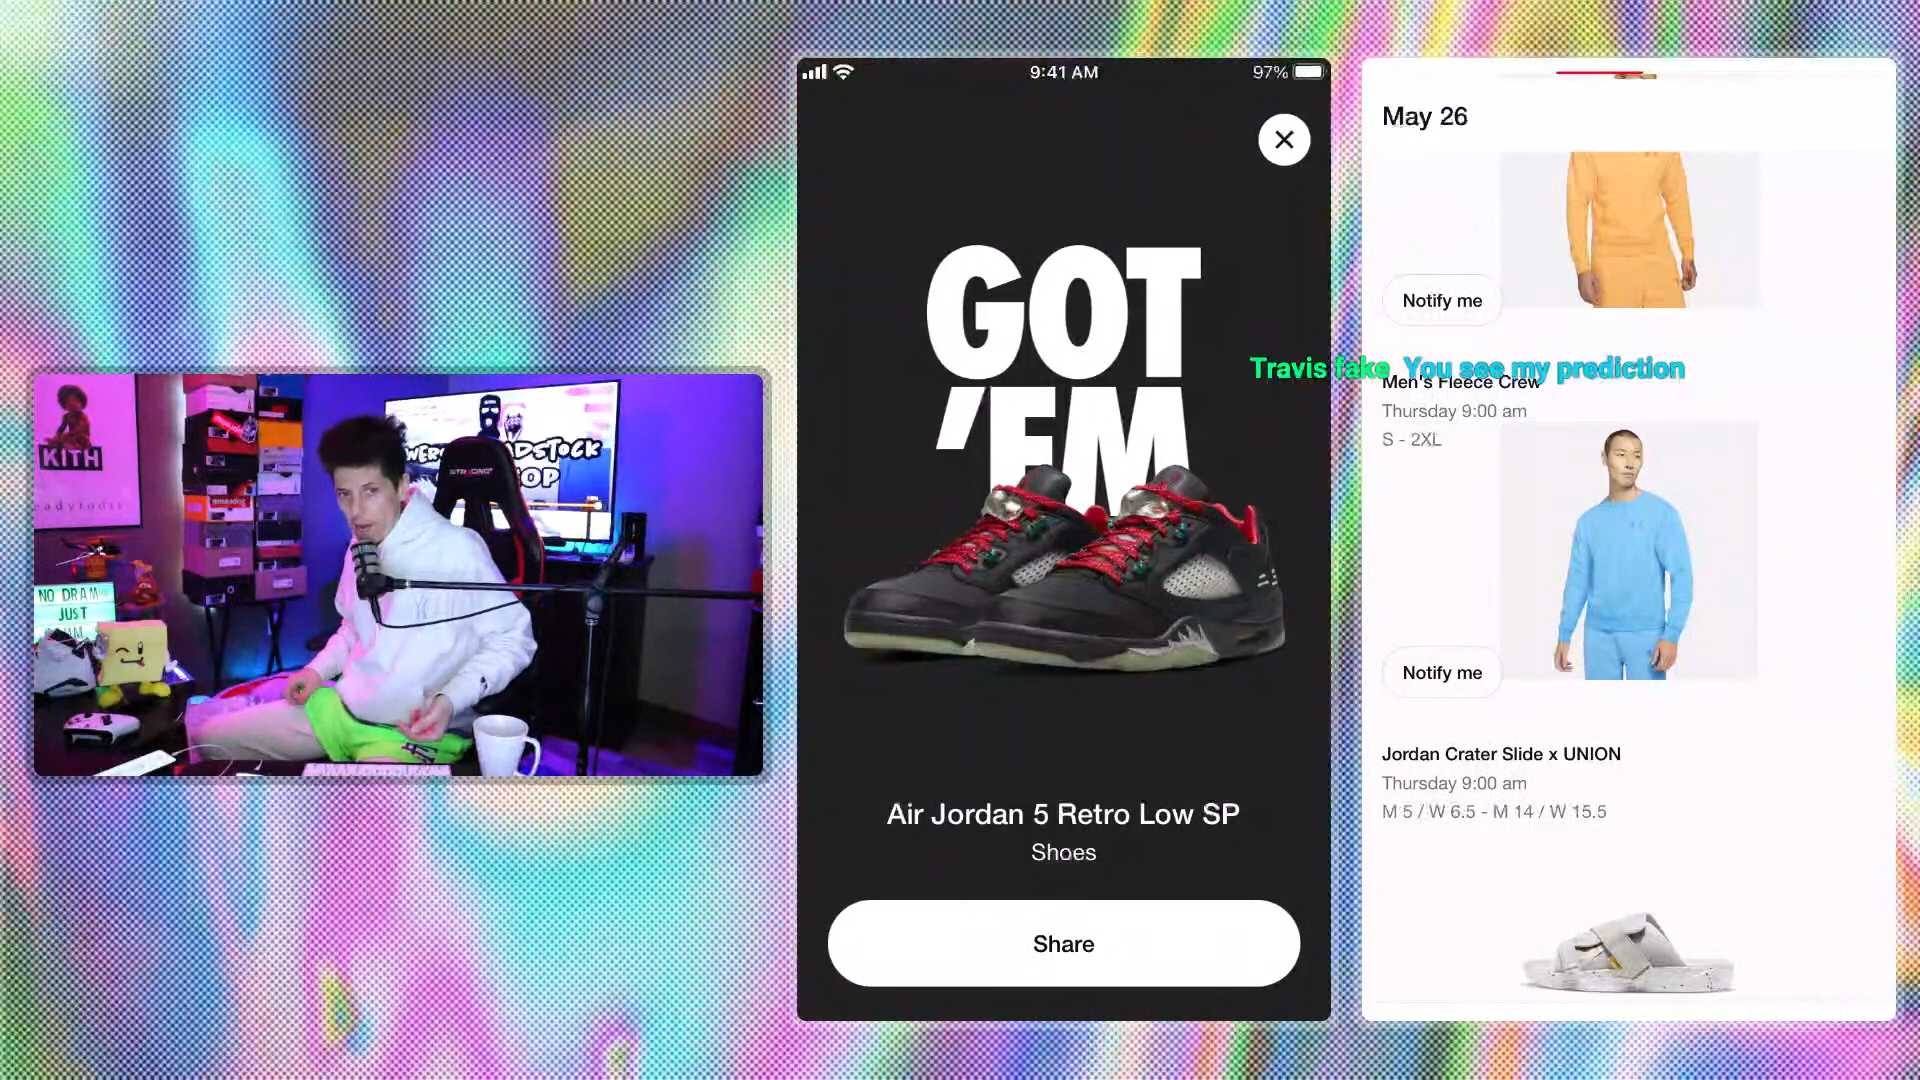 9:41 AM
97%
GOT
'EM
Air Jordan 5 Retro Low SP
Shoes
Share
May 26
Notify me
Travis fake You see my prediction
Men's Fleece Crew
Thursday 9:00 am
S - 2XL
Notify me
Jordan Crater Slide x UNION
Thursday 9:00 am
M 5 / W 6.5 - M 14 / W 15.5
KITH
NO DRAM
JUST